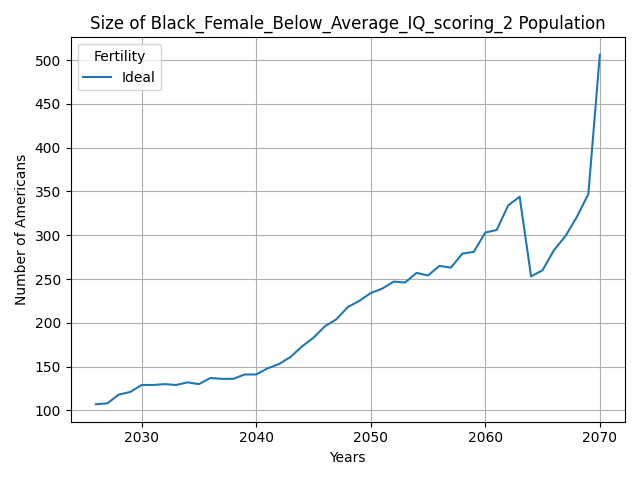 Size of Black_Female_Below_Average_IQ_scoring_2 Population
Fertility
Ideal
Number of Americans
500
450
400
350
300
250
200
150
100
2030 2040 2050 2060 2070
Years